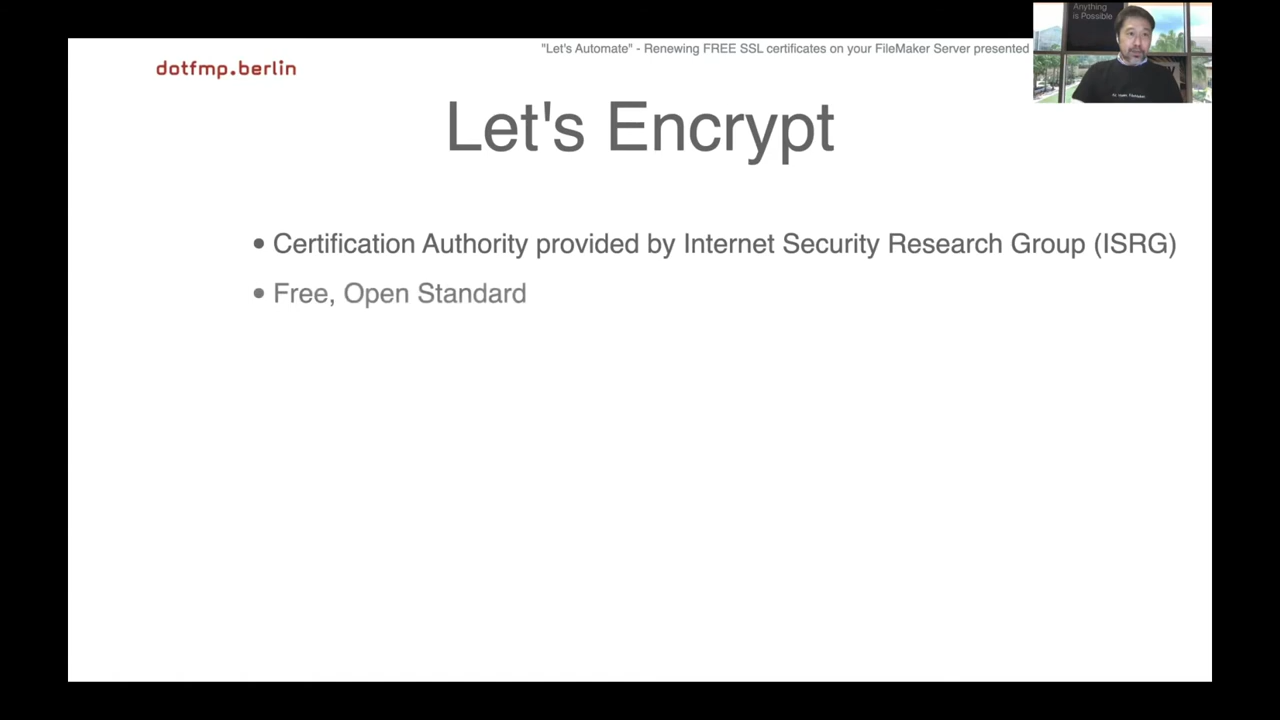 Anything
is Possible
"Let's Automate" - Renewing FREE SSL certificates on your FileMaker Server presented
dotfmp.berlin
Let's Encrypt
• Certification Authority provided by Internet Security Research Group (ISRG)
• Free, Open Standard